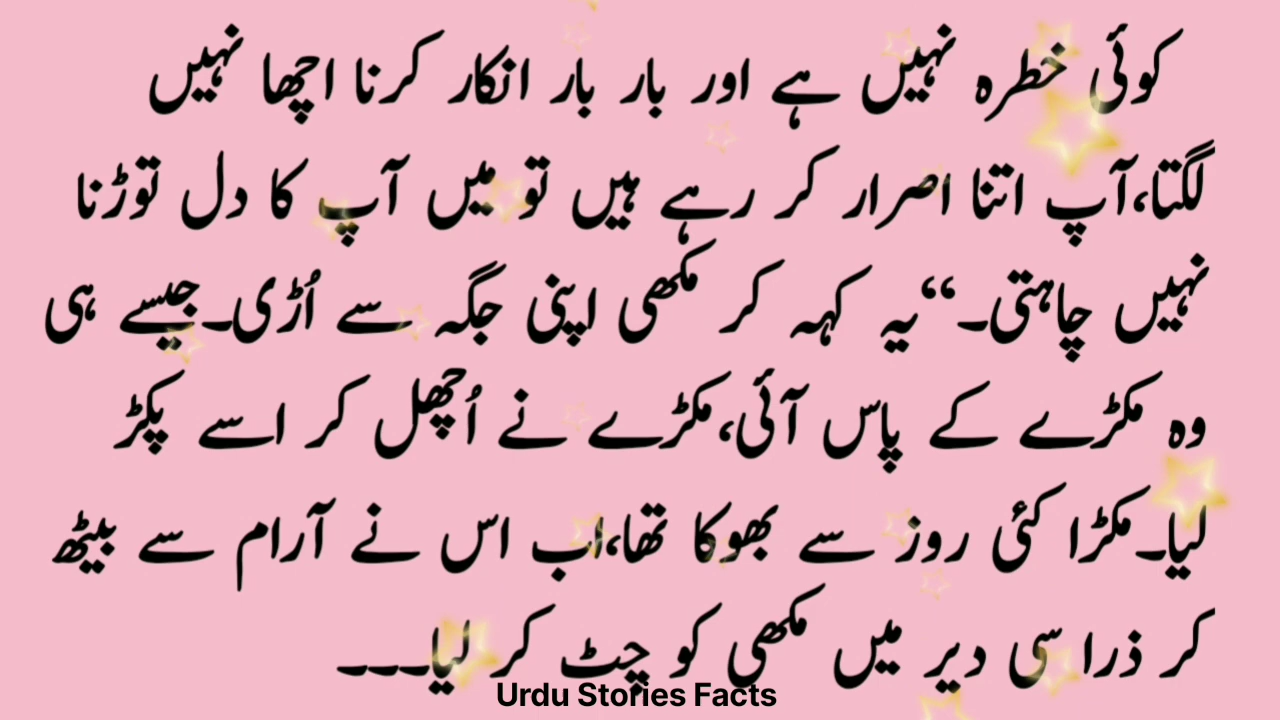 کوئی خطرہ نہیں ہے اور بار بار انکار کرنا اچھا نہیں
لگتا،آپ اتنا اصرار کر رہے ہیں تو میں آپ کا دل توڑنا
نہیں چاہتی۔“یہ کہہ کر مکھی اپنی جگہ سے اُڑی۔جیسے ہی
وہ مکڑے کے پاس آئی،مکڑے نے اُچھل کر اسے پکڑ
لیا۔مکڑا کئی روز سے بھوکا تھا،اب اس نے آرام سے بیٹھ
کر ذرا سی دیر میں مکھی کو چٹ کر لیا۔۔۔
Urdu Stories Facts